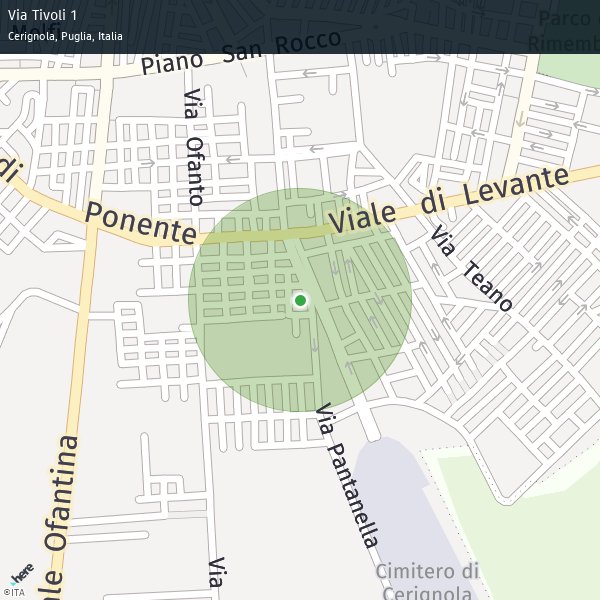 Via Tivoli 1
Cerignola, Puglia, Italia
Melfi
Parco d
Rimemb
Piano San Rocco
Via Ofanto
di
Ponente
Viale di Levante
Via Teano
Via Pantanella
ale Ofantina
Via
Cimitero di
Cerignola
here
©ITA